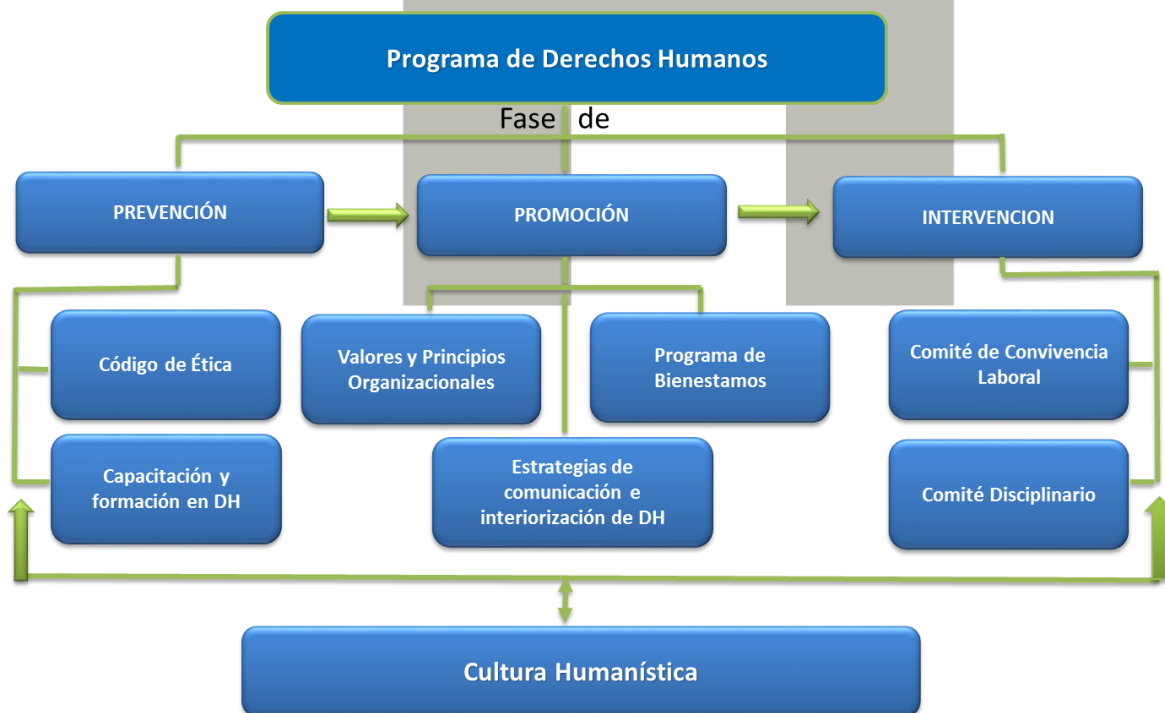 Programa de Derechos Humanos
Fase de
PREVENCIÓN
PROMOCIÓN
INTERVENCION
Código de Ética
Valores y Principios
Organizacionales
Programa de
Bienestamos
Comité de Convivencia
Laboral
Capacitación y
formación en DH
Estrategias de
comunicación e
interiorización de DH
Comité Disciplinario
Cultura Humanística